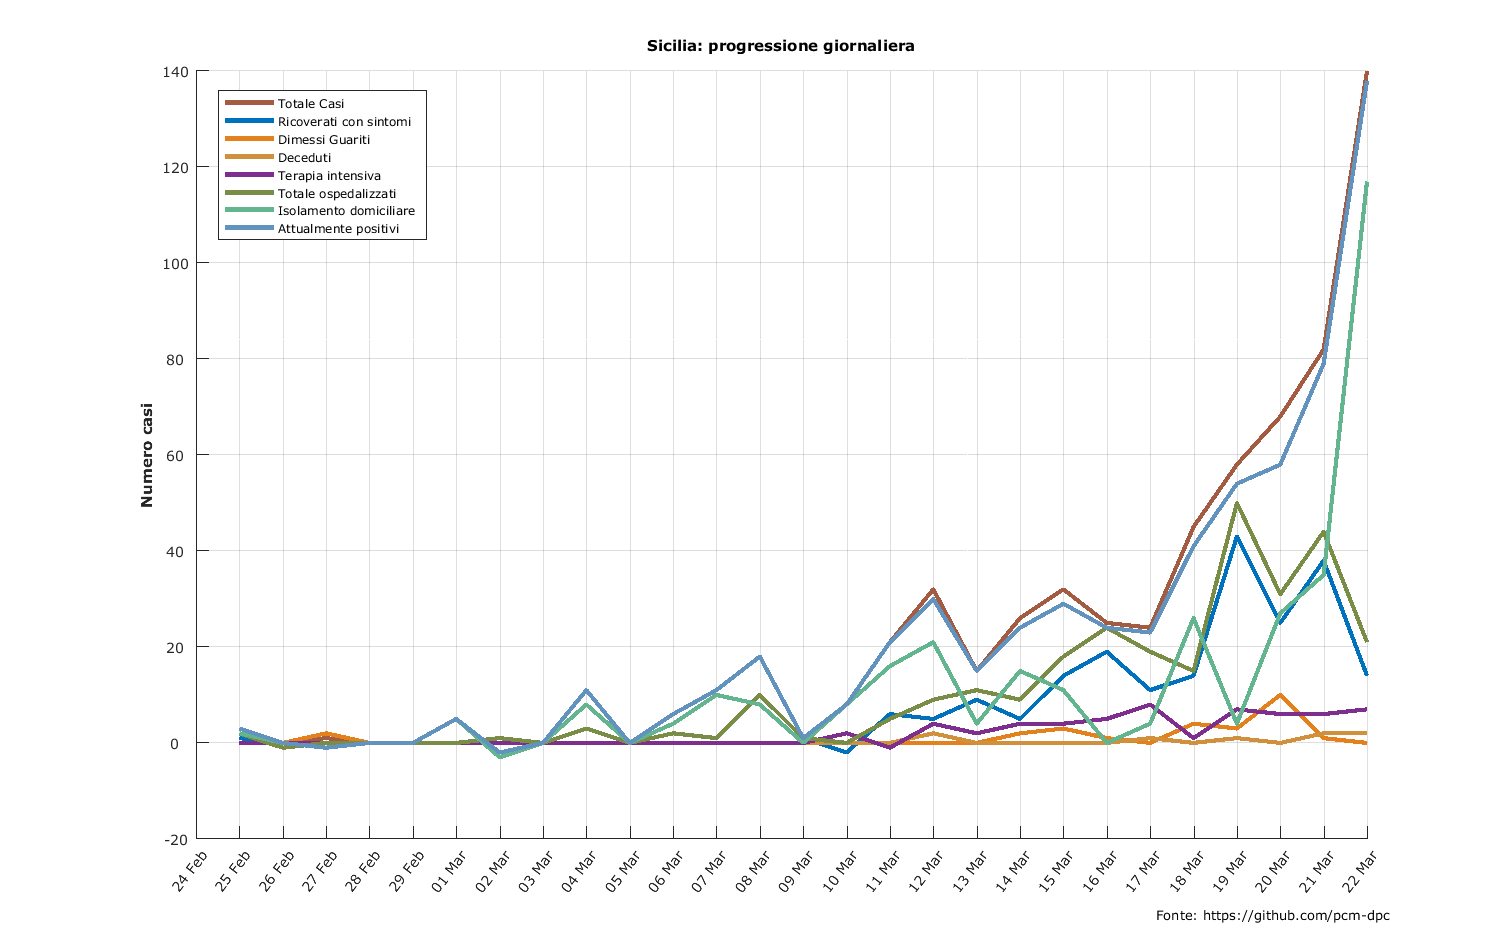 Sicilia: progressione giornaliera
140
120
100
80
60
40
20
0
-20
Numero casi
Totale Casi
Ricoverati con sintomi
Dimessi Guariti
Deceduti
Terapia intensiva
Totale ospedalizzati
Isolamento domiciliare
Attualmente positivi
24 Feb
25 Feb
26 Feb
27 Feb
28 Feb
29 Feb
01 Mar
02 Mar
03 Mar
04 Mar
05 Mar
06 Mar
07 Mar
08 Mar
09 Mar
10 Mar
11 Mar
12 Mar
13 Mar
14 Mar
15 Mar
16 Mar
17 Mar
18 Mar
19 Mar
20 Mar
21 Mar
22 Mar
Fonte: https://github.com/pcm-dpc